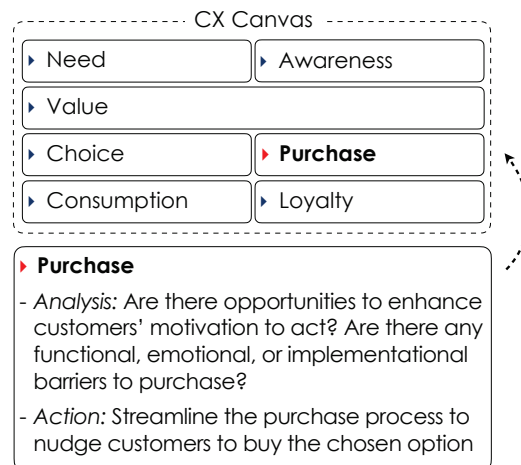 CX Canvas
Need
Awareness
Value
Choice
Purchase
Consumption
Loyalty
Purchase
- Analysis: Are there opportunities to enhance
customers’ motivation to act? Are there any
functional, emotional, or implementational
barriers to purchase?
- Action: Streamline the purchase process to
nudge customers to buy the chosen option